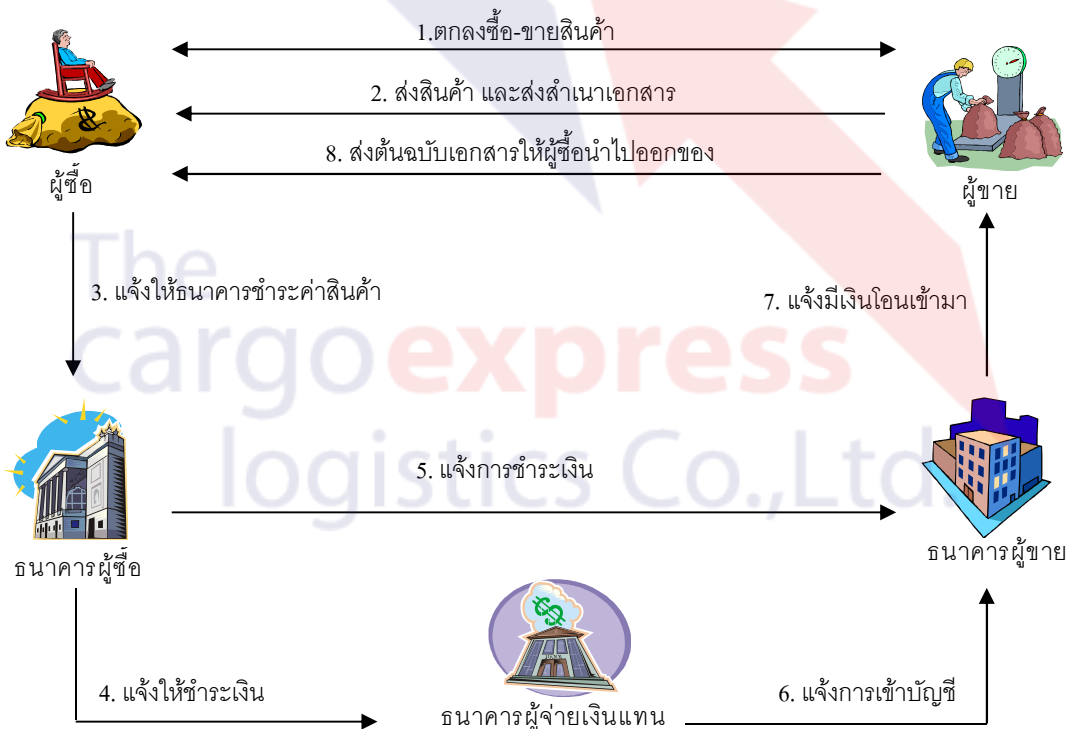 1.ตกลงซื้อ-ขายสินค้า
2. ส่งสินค้า และส่งสำเนาเอกสาร
8. ส่งต้นฉบับเอกสารให้ผู้ซื้อนำไปออกของ
ผู้ซื้อ
ผู้ขาย
The
3. แจ้งให้ธนาคารชำระค่าสินค้า
7. แจ้งมีเงินโอนเข้ามา
cargoexpress
logistics Co.,Ltd.
5. แจ้งการชำระเงิน
ธนาคารผู้ซื้อ
ธนาคารผู้ขาย
4. แจ้งให้ชำระเงิน
6. แจ้งการเข้าบัญชี
ธนาคารผู้จ่ายเงินแทน